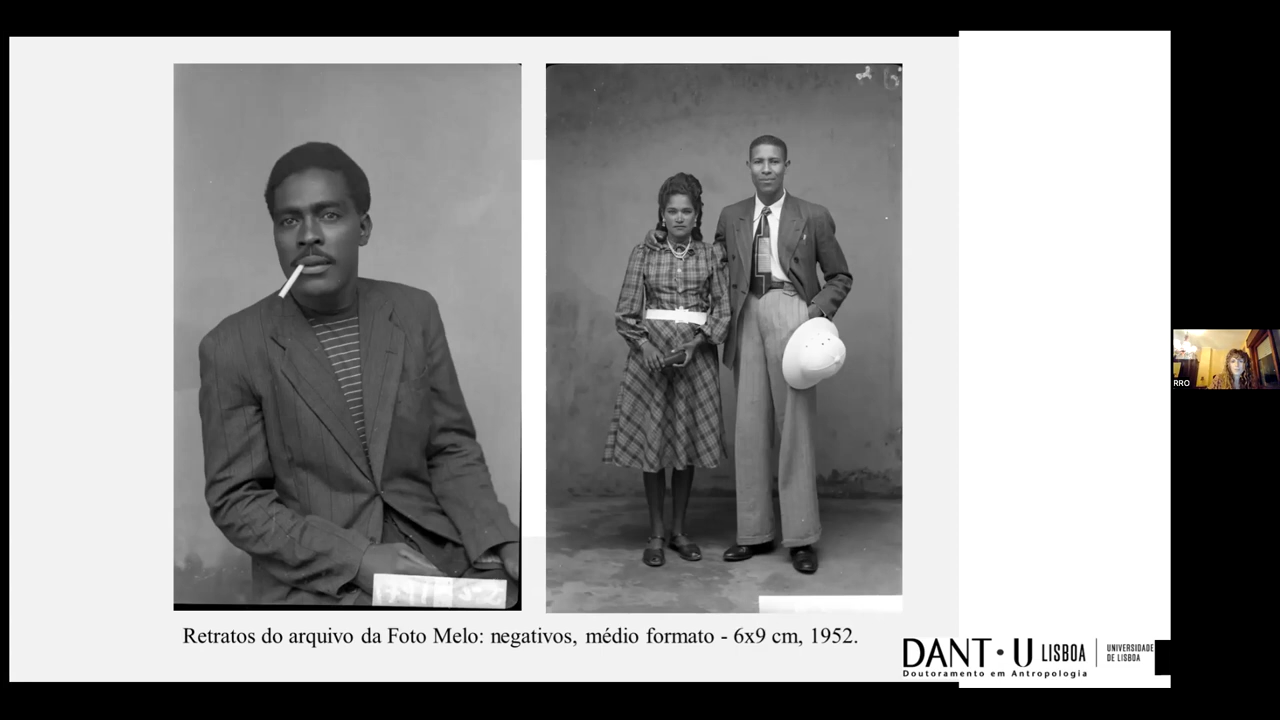 Retratos do arquivo da Foto Melo: negativos, médio formato - 6x9 cm, 1952.
DANT•U LISBOA
UNIVERSIDADE
DE LISBOA
Doutoramento em Antropologia
RRO